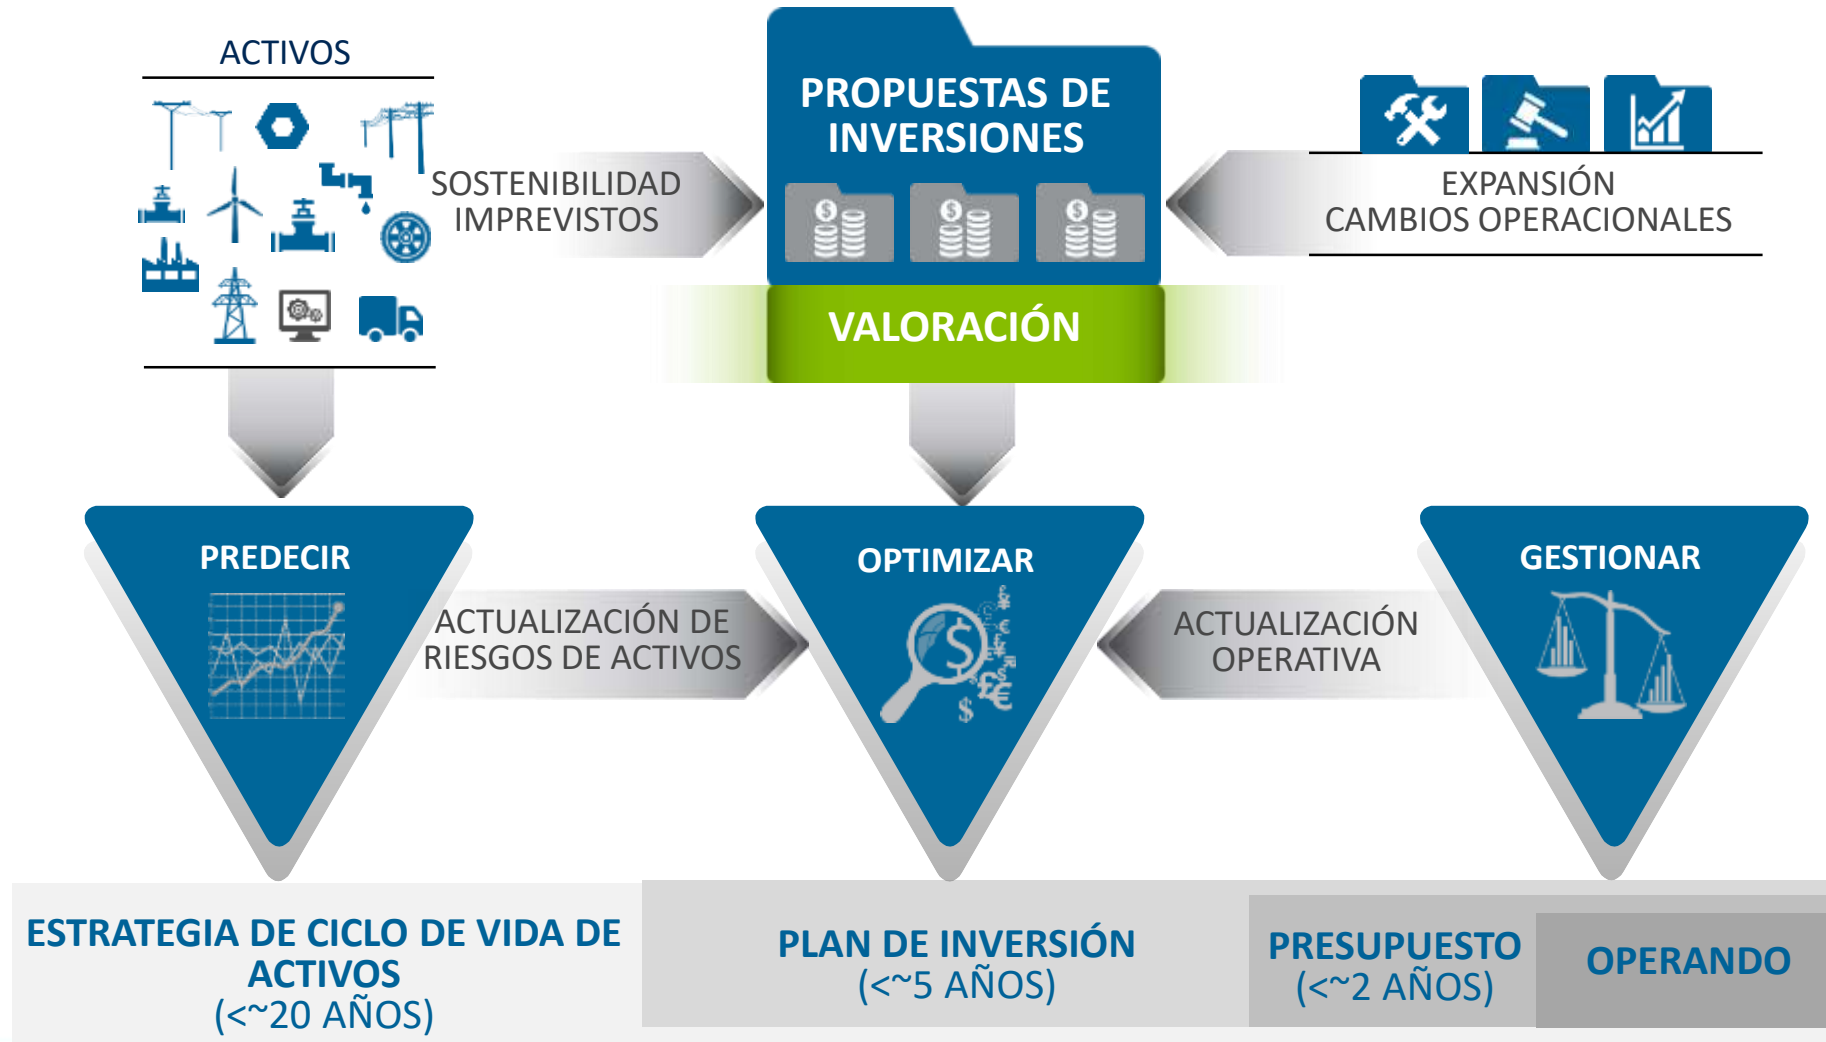 ACTIVOS
PROPUESTAS DE
INVERSIONES
SOSTENIBILIDAD
IMPREVISTOS
EXPANSIÓN
CAMBIOS OPERACIONALES
VALORACIÓN
PREDECIR
OPTIMIZAR
GESTIONAR
ACTUALIZACIÓN DE
RIESGOS DE ACTIVOS
ACTUALIZACIÓN
OPERATIVA
ESTRATEGIA DE CICLO DE VIDA DE
ACTIVOS
(<~20 AÑOS)
PLAN DE INVERSIÓN
(<~5 AÑOS)
PRESUPUESTO
(<~2 AÑOS)
OPERANDO